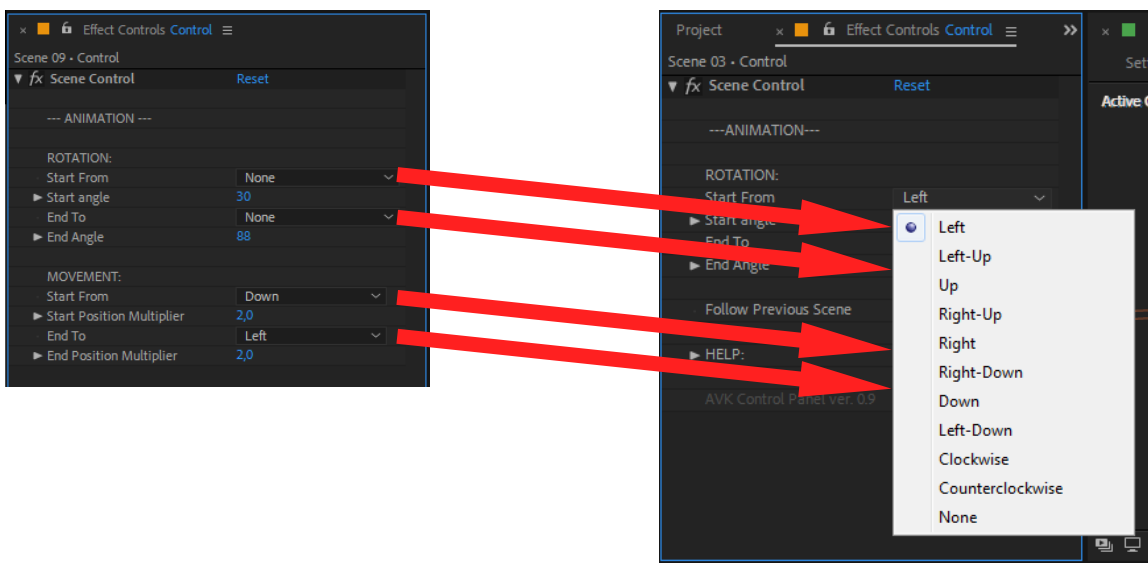 × Effect Controls Control
Scene 09 • Control
fx Scene Control Reset
--- ANIMATION ---
ROTATION:
Start From None
Start angle 30
End To None
End Angle 88
MOVEMENT:
Start From Down
Start Position Multiplier 2,0
End To Left
End Position Multiplier 2,0
Project × Effect Controls Control »
Scene 03 • Control
fx Scene Control Reset
---ANIMATION---
ROTATION:
Start From Left
Start angle
End To
End Angle
Follow Previous Scene
HELP:
AVK Control Panel ver. 0.9
Left
Left-Up
Up
Right-Up
Right
Right-Down
Down
Left-Down
Clockwise
Counterclockwise
None
×
Active